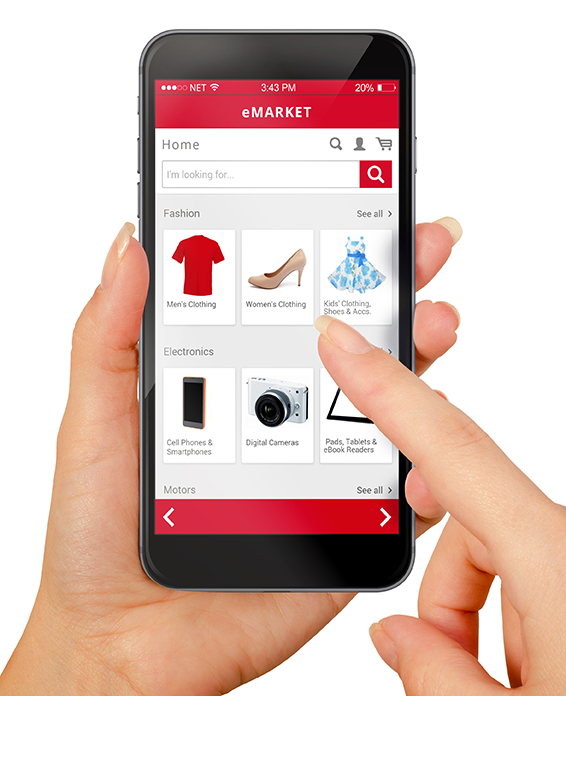 NET 3:43 PM 20%
eMARKET
Home
I'm looking for...
Fashion See all >
Men's Clothing Women's Clothing Kids' Clothing,
Shoes & Accs.
Electronics >
Cell Phones & Digital Cameras Pads, Tablets &
Smartphones eBook Readers
Motors See all >